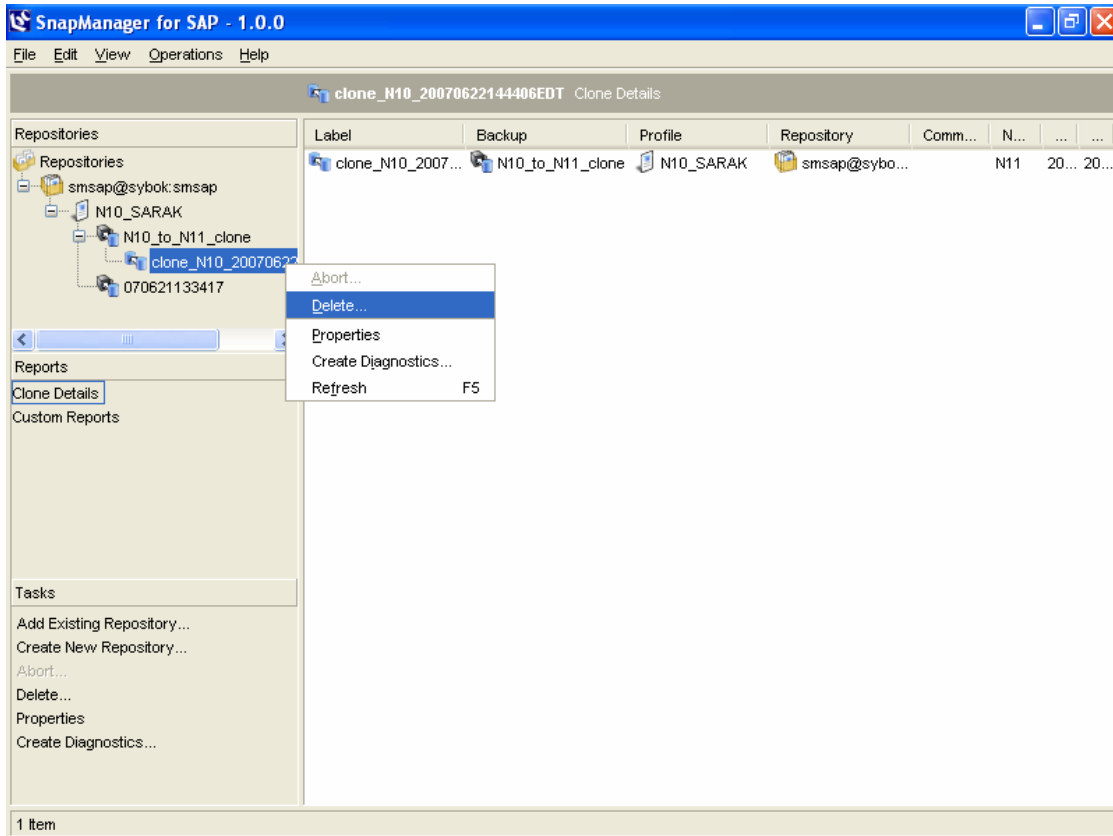 SnapManager for SAP - 1.0.0
File Edit View Operations Help
clone_N10_20070622144406EDT Clone Details
Repositories
Repositories
smsap@sybok:smsap
N10_SARAK
N10_to_N11_clone
clone_N10_20070622
070621133417
Label Backup Profile Repository Comm... N... ... ...
clone_N10_2007... N10_to_N11_clone N10_SARAK smsap@sybo... N11 20... 20...
Abort...
Delete...
Properties
Create Diagnostics...
Refresh F5
Reports
Clone Details
Custom Reports
Tasks
Add Existing Repository...
Create New Repository...
Abort...
Delete...
Properties
Create Diagnostics...
1 Item